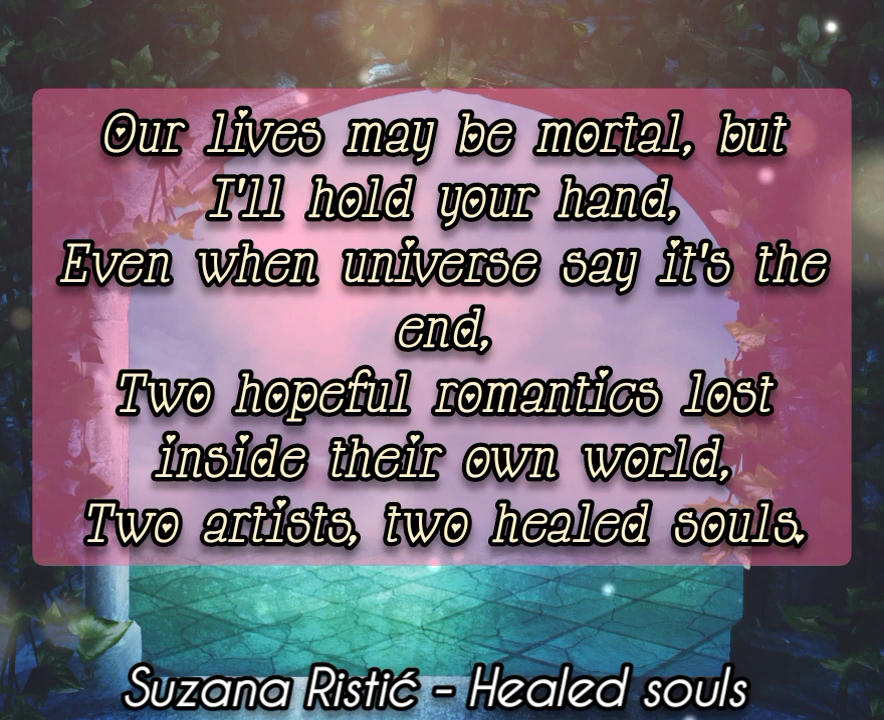 Our lives may be mortal, but
I'll hold your hand,
Even when universe say it's the
end,
Two hopeful romantics lost
inside their own world,
Two artists, two healed souls.
Suzana Ristić - Healed souls